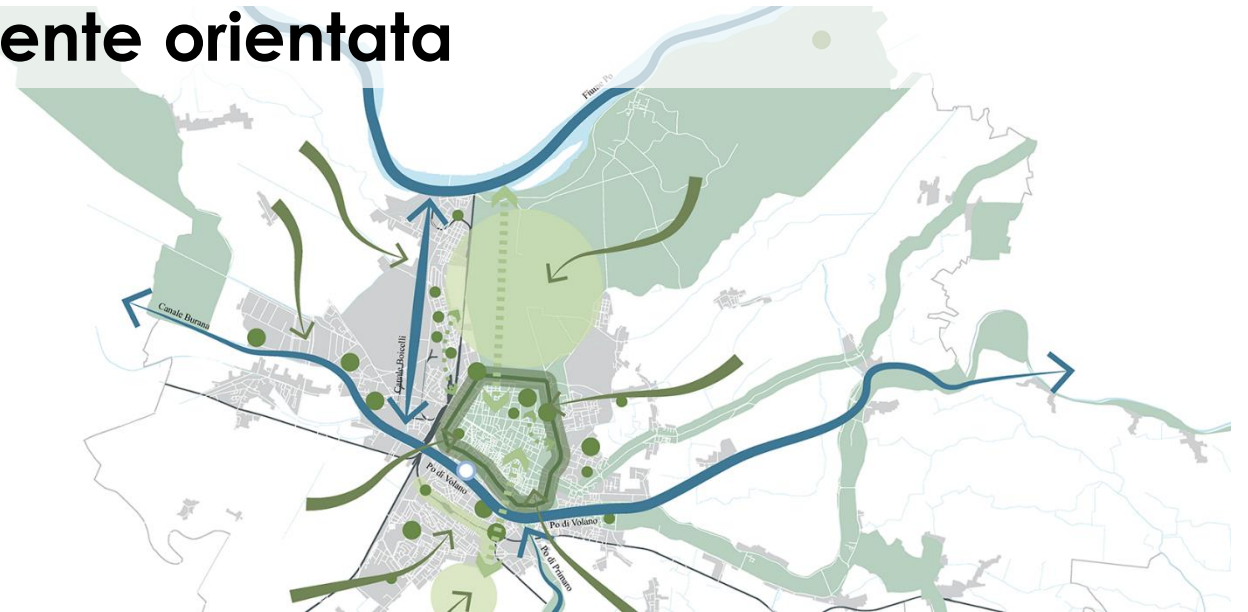 ente orientata
Fiume Po
Canale Burana
Canale Boicelli
Po di Volano
Po di Volano
Po di Primaro